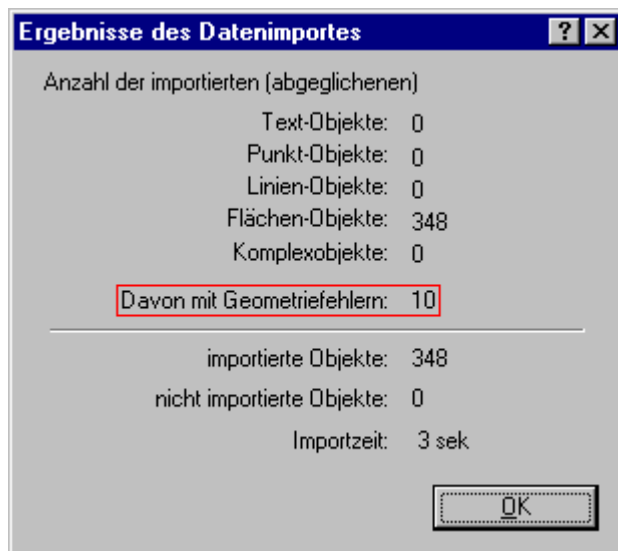 Ergebnisse des Datenimportes
Anzahl der importierten (abgeglichenen)
Text-Objekte: 0
Punkt-Objekte: 0
Linien-Objekte: 0
Flächen-Objekte: 348
Komplexobjekte: 0
Davon mit Geometriefehlern: 10
importierte Objekte: 348
nicht importierte Objekte: 0
Importzeit: 3 sek
OK